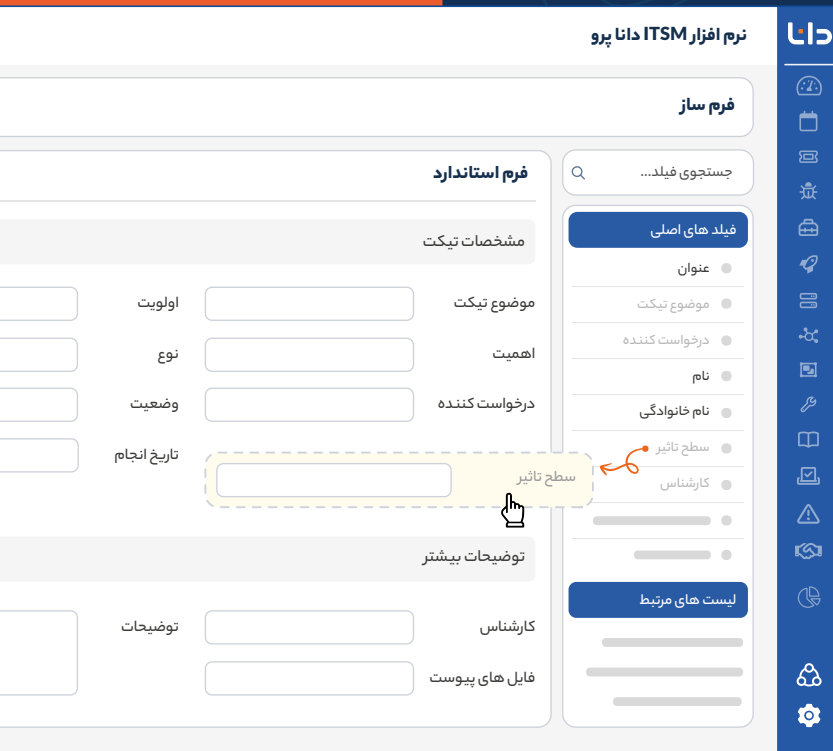 دانا
نرم افزار ITSM دانا پرو
فرم ساز
جستجوی فیلد...
فیلد های اصلی
عنوان
موضوع تیکت
درخواست کننده
نام
نام خانوادگی
سطح تاثیر
کارشناس
لیست های مرتبط
فرم استاندارد
مشخصات تیکت
موضوع تیکت
اولویت
اهمیت
نوع
درخواست کننده
وضعیت
سطح تاثیر
تاریخ انجام
توضیحات بیشتر
کارشناس
توضیحات
فایل های پیوست